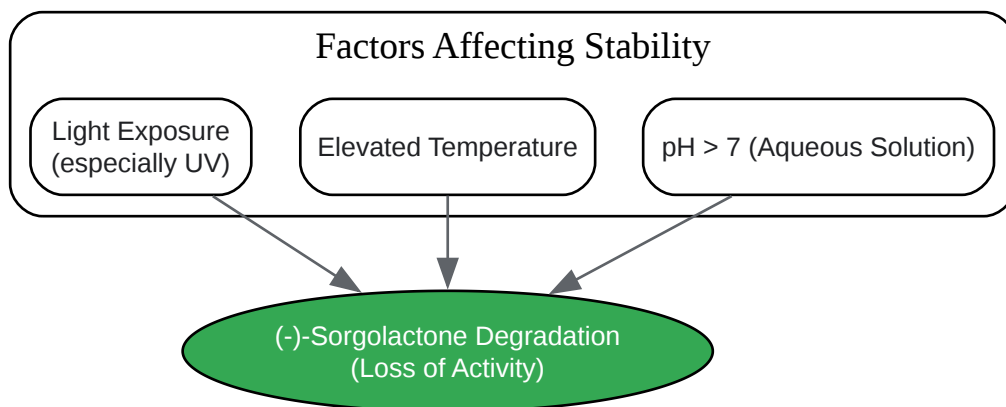 Factors Affecting Stability
Light Exposure
(especially UV)
Elevated Temperature
pH > 7 (Aqueous Solution)
(-)-Sorgolactone Degradation
(Loss of Activity)